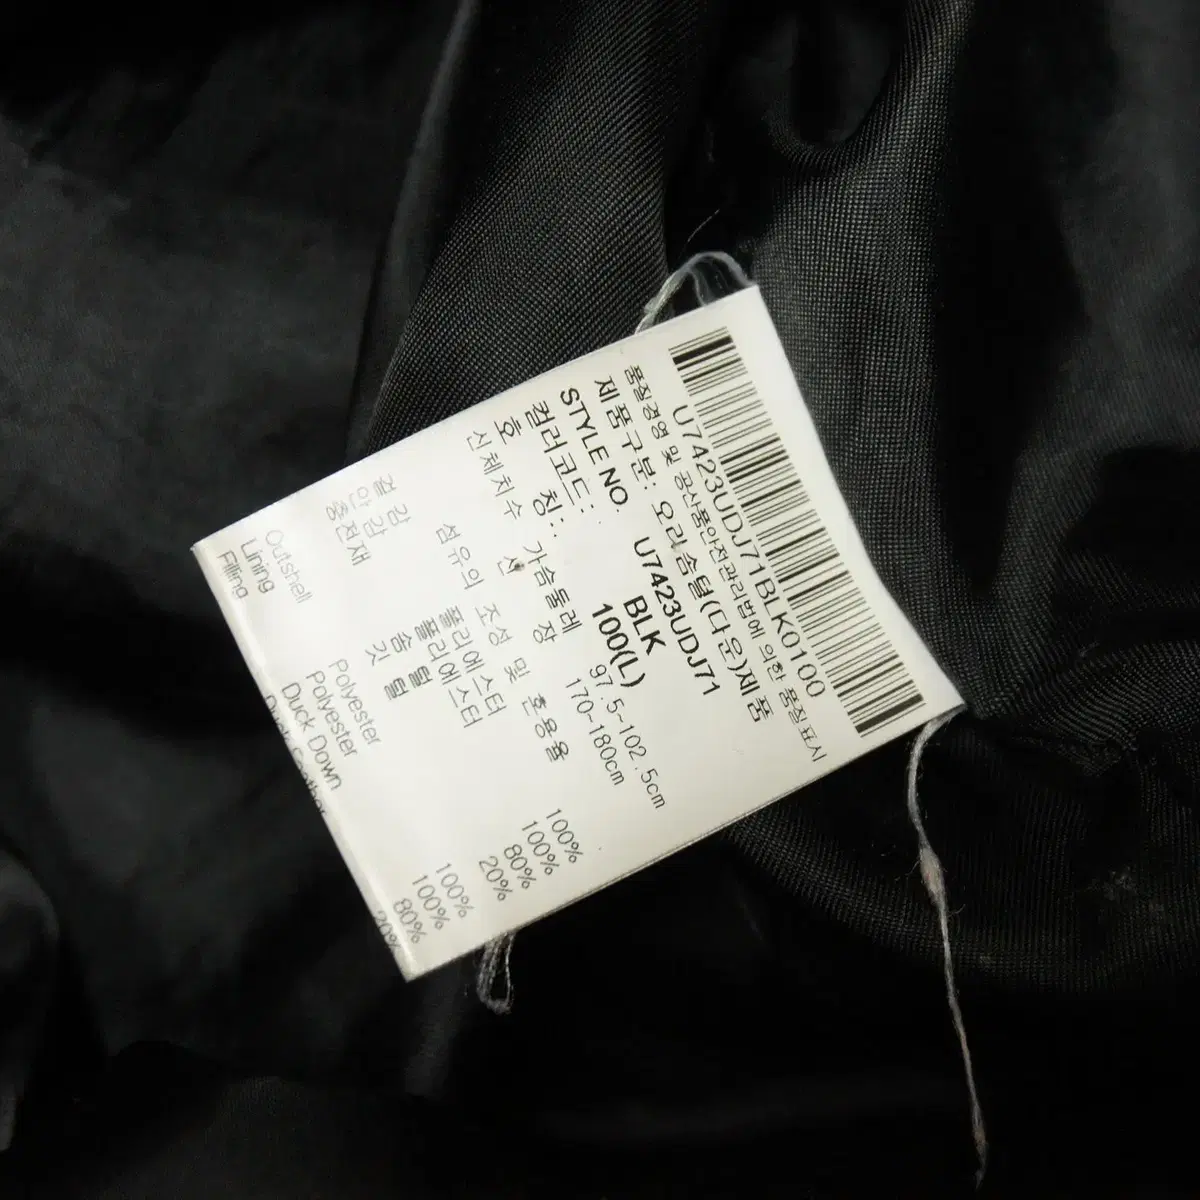 U7423UDJ71BLK0100
품질경영 및 공산품안전관리법에 의한 품질표시
제품구분: 오리솜털(다운)제품
STYLE NO U7423UDJ71
컬러코드: BLK
호 칭: 100(L)
신체치수 가슴둘레 97.5~102.5cm
신 장 170~180cm
섬유의 조성 및 혼용율
겉감 폴리에스터 100%
안감 폴리에스터 100%
충전재 솜털 80%
깃털 20%
Outshell Polyester 100%
Lining Polyester 100%
Filling Duck Down 80%
Duck Feather 20%